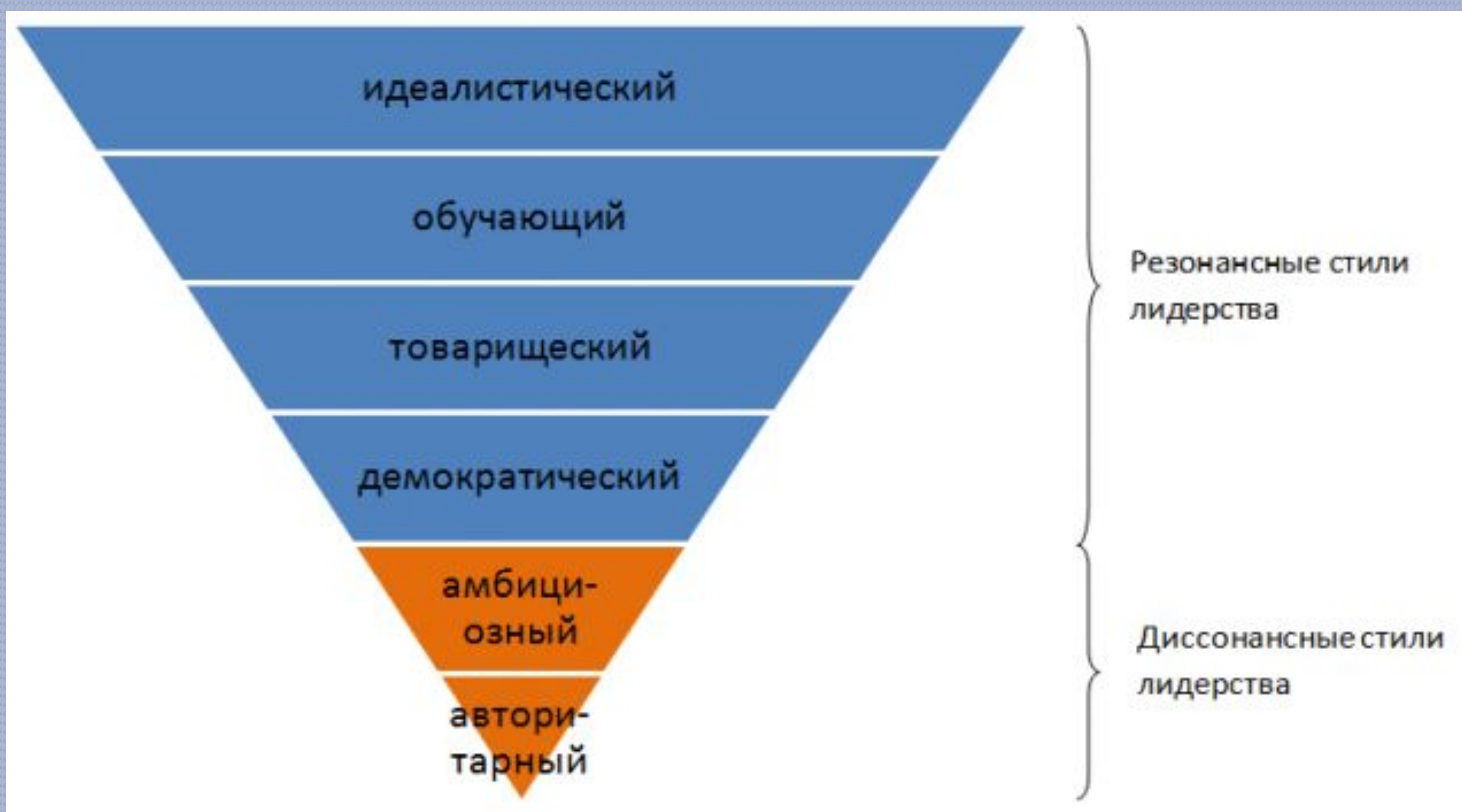 идеалистический
обучающий
товарищеский
демократический
амбици-
озный
автори-
тарный
Резонансные стили
лидерства
Диссонансные стили
лидерства